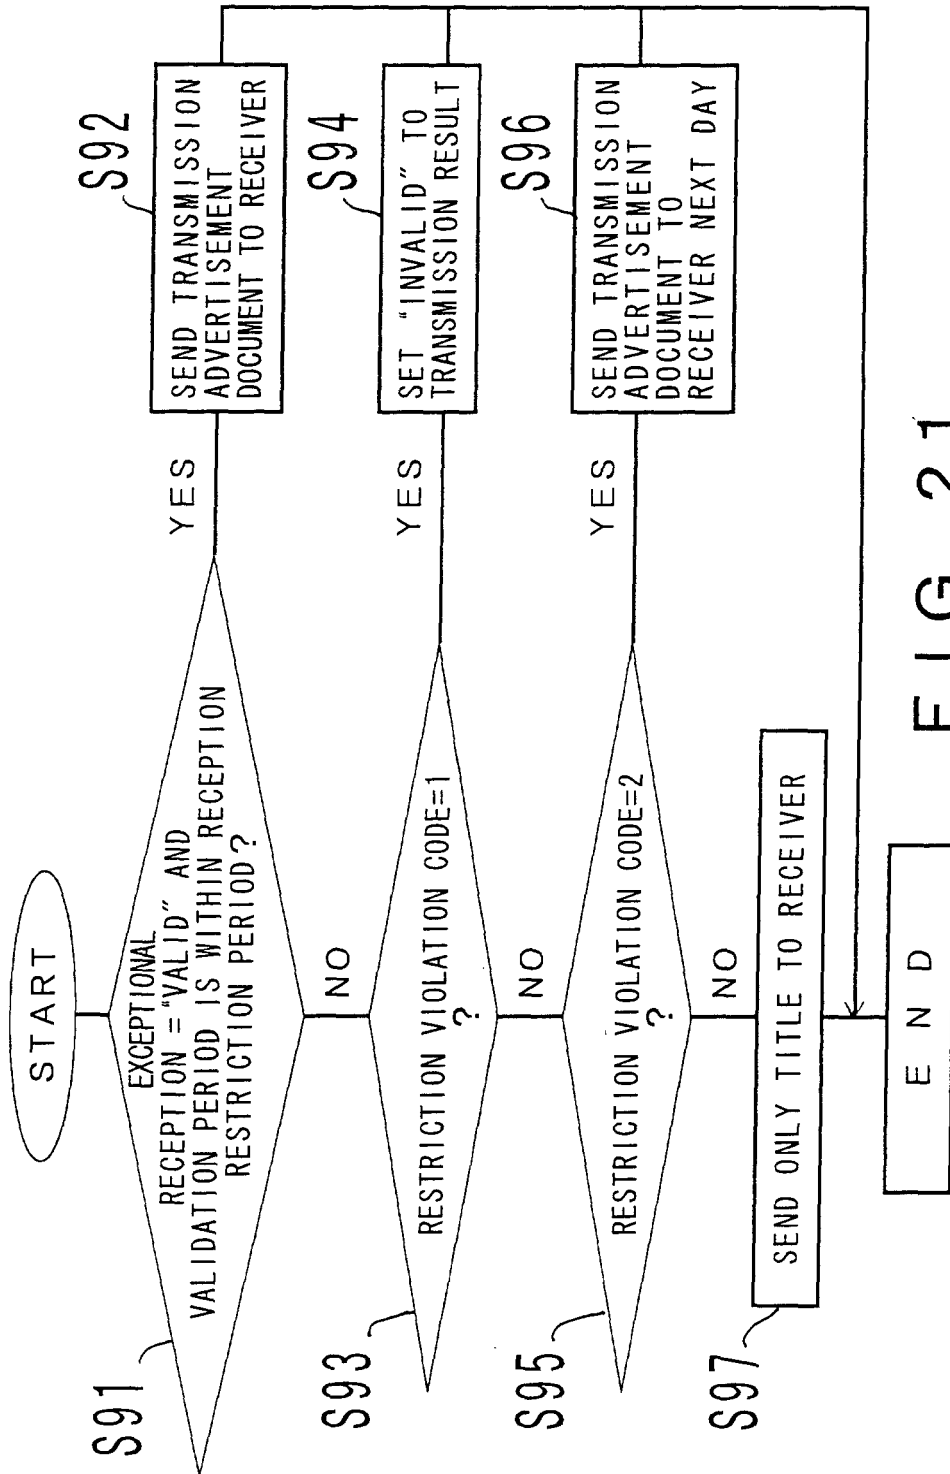 START
S91
EXCEPTIONAL
RECEPTION = "VALID" AND
VALIDATION PERIOD IS WITHIN RECEPTION
RESTRICTION PERIOD?
YES
S92
SEND TRANSMISSION
ADVERTISEMENT
DOCUMENT TO RECEIVER
NO
S93
RESTRICTION VIOLATION CODE=1
?
YES
S94
SET "INVALID" TO
TRANSMISSION RESULT
NO
S95
RESTRICTION VIOLATION CODE=2
?
YES
S96
SEND TRANSMISSION
ADVERTISEMENT
DOCUMENT TO
RECEIVER NEXT DAY
NO
S97
SEND ONLY TITLE TO RECEIVER
END
FIG 21